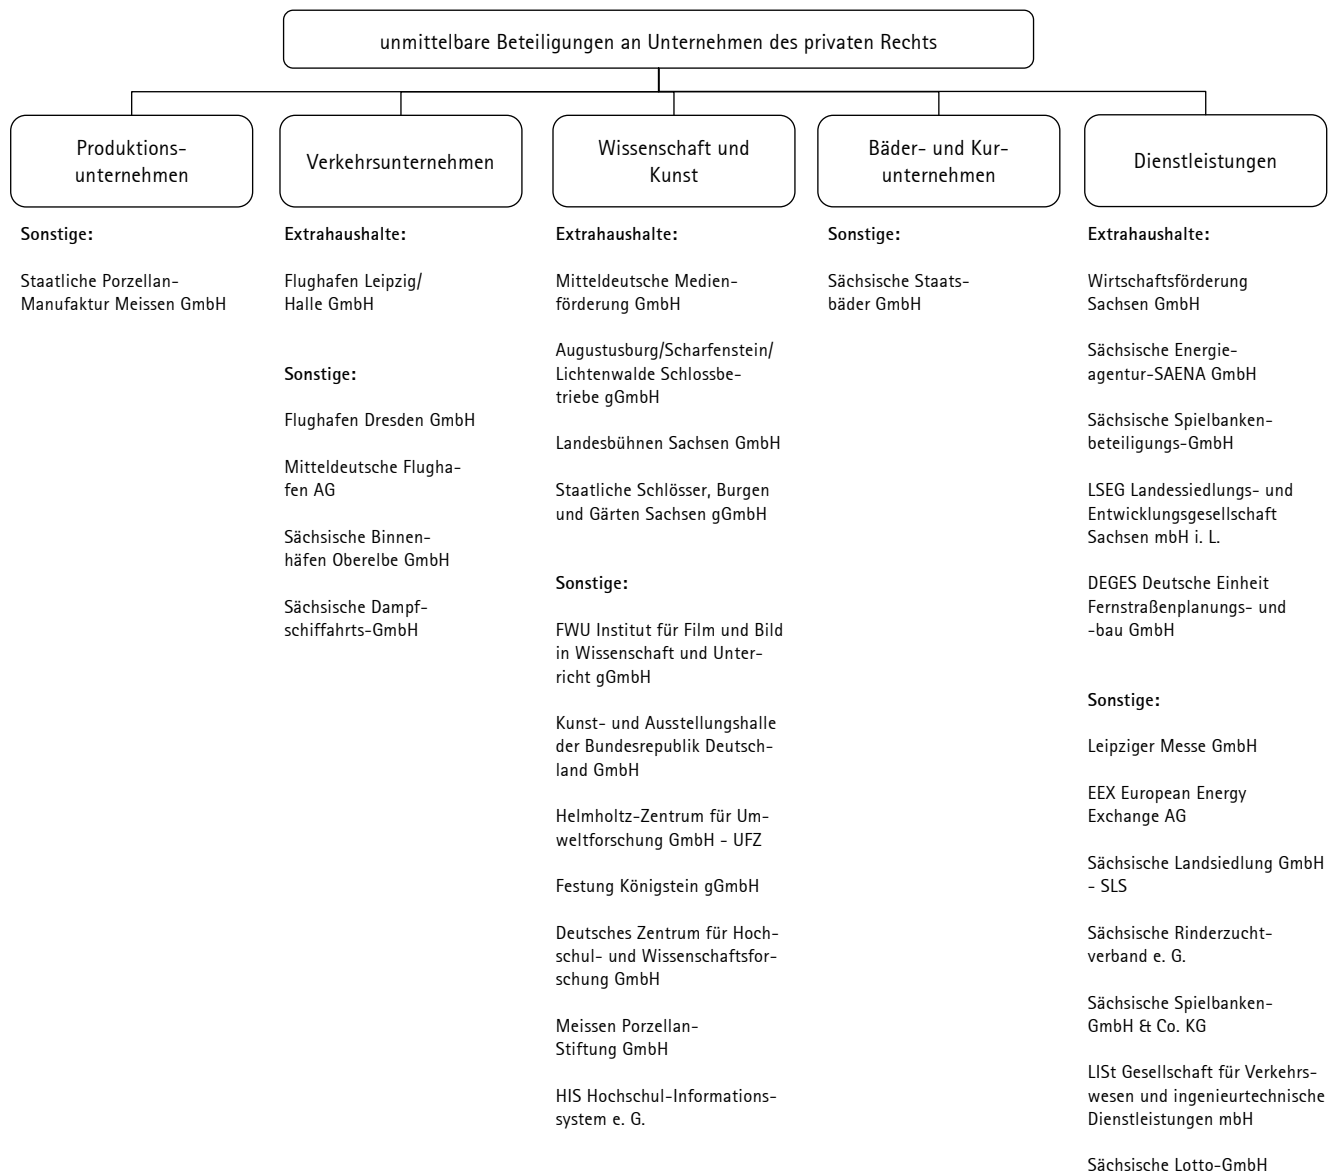 unmittelbare Beteiligungen an Unternehmen des privaten Rechts
Produktions-
unternehmen
Sonstige:
Staatliche Porzellan-
Manufaktur Meissen GmbH
Verkehrsunternehmen
Extrahaushalte:
Flughafen Leipzig/
Halle GmbH
Sonstige:
Flughafen Dresden GmbH
Mitteldeutsche Flugha-
fen AG
Sächsische Binnen-
häfen Oberelbe GmbH
Sächsische Dampf-
schiffahrts-GmbH
Wissenschaft und
Kunst
Extrahaushalte:
Mitteldeutsche Medien-
förderung GmbH
Augustusburg/Scharfenstein/
Lichtenwalde Schlossbe-
triebe gGmbH
Landesbühnen Sachsen GmbH
Staatliche Schlösser, Burgen
und Gärten Sachsen gGmbH
Sonstige:
FWU Institut für Film und Bild
in Wissenschaft und Unter-
richt gGmbH
Kunst- und Ausstellungshalle
der Bundesrepublik Deutsch-
land GmbH
Helmholtz-Zentrum für Um-
weltforschung GmbH - UFZ
Festung Königstein gGmbH
Deutsches Zentrum für Hoch-
schul- und Wissenschaftsfor-
schung GmbH
Meissen Porzellan-
Stiftung GmbH
HIS Hochschul-Informations-
system e. G.
Bäder- und Kur-
unternehmen
Sonstige:
Sächsische Staats-
bäder GmbH
Dienstleistungen
Extrahaushalte:
Wirtschaftsförderung
Sachsen GmbH
Sächsische Energie-
agentur-SAENA GmbH
Sächsische Spielbanken-
beteiligungs-GmbH
LSEG Landessiedlungs- und
Entwicklungsgesellschaft
Sachsen mbH i. L.
DEGES Deutsche Einheit
Fernstraßenplanungs- und
-bau GmbH
Sonstige:
Leipziger Messe GmbH
EEX European Energy
Exchange AG
Sächsische Landsiedlung GmbH
- SLS
Sächsische Rinderzucht-
verband e. G.
Sächsische Spielbanken-
GmbH & Co. KG
LISt Gesellschaft für Verkehrs-
wesen und ingenieurtechnische
Dienstleistungen mbH
Sächsische Lotto-GmbH